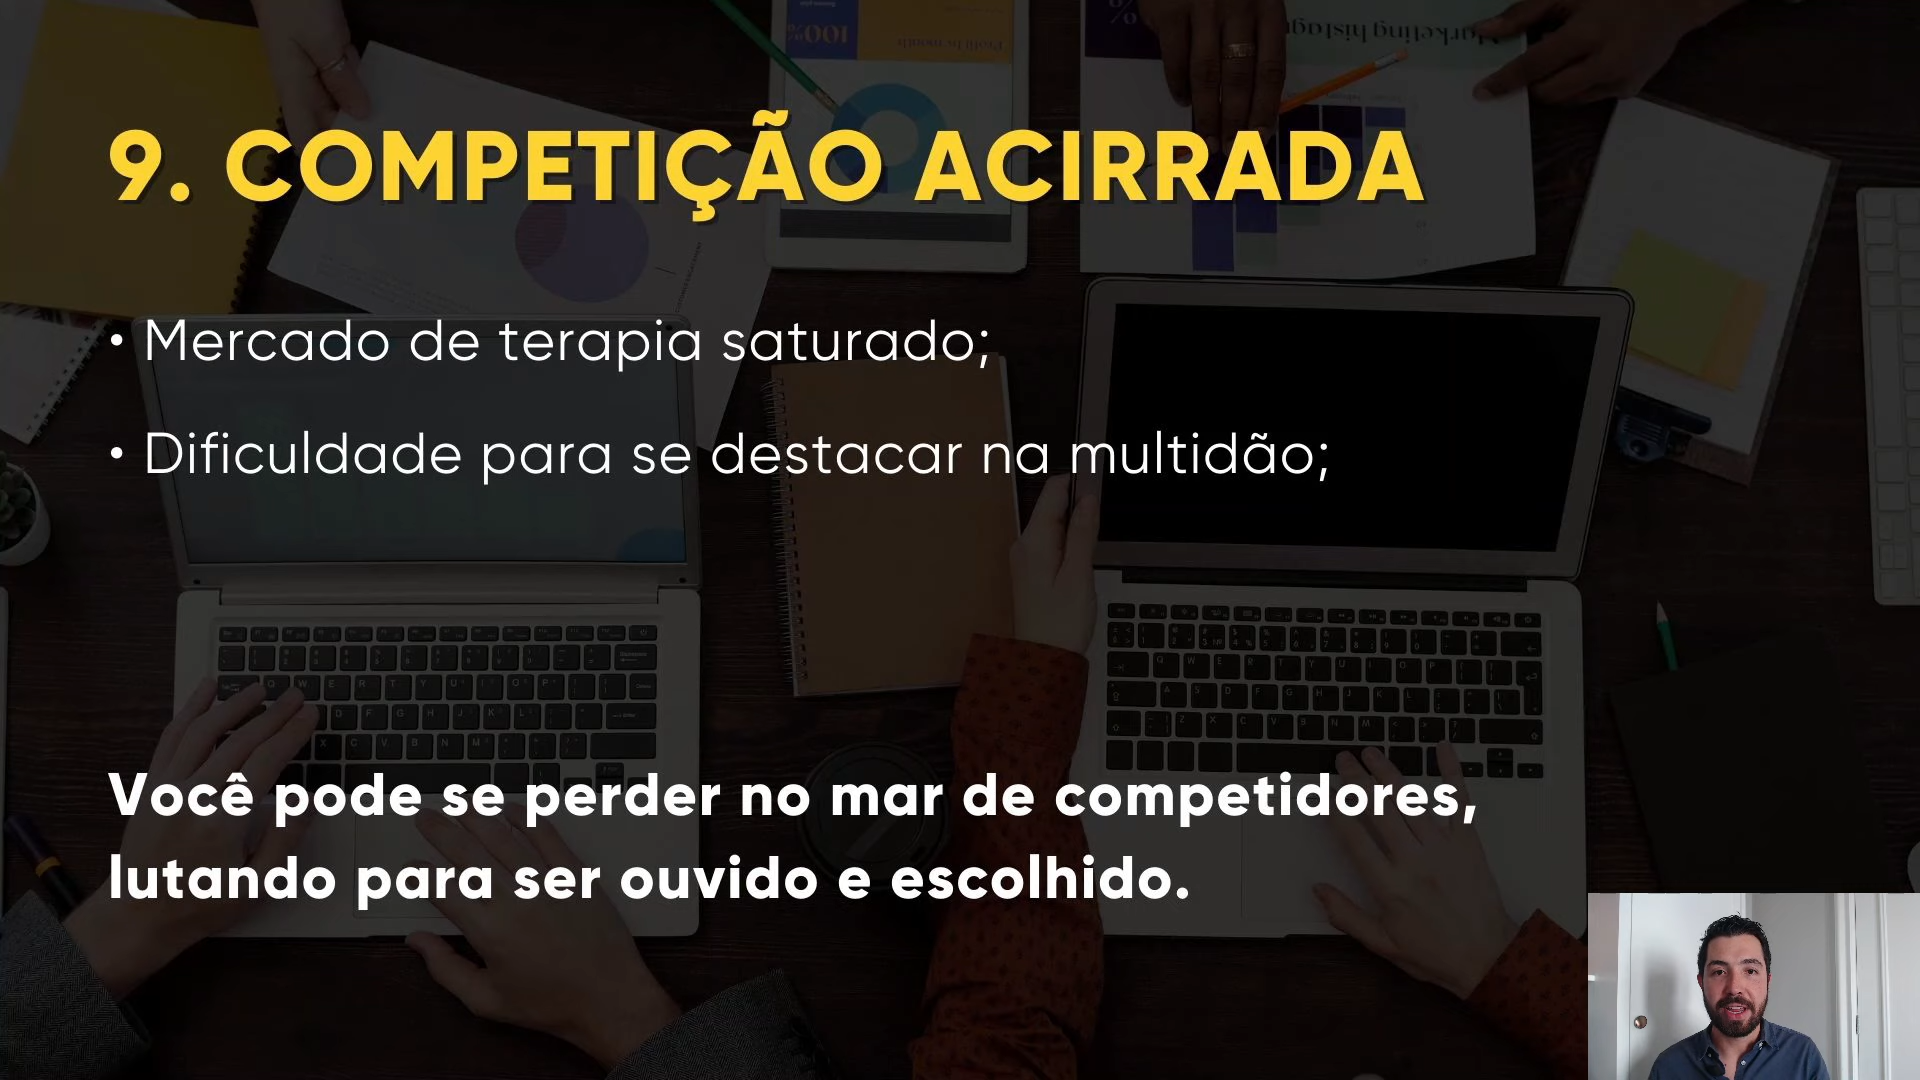 9. COMPETIÇÃO ACIRRADA
• Mercado de terapia saturado;
• Dificuldade para se destacar na multidão;
Você pode se perder no mar de competidores,
lutando para ser ouvido e escolhido.